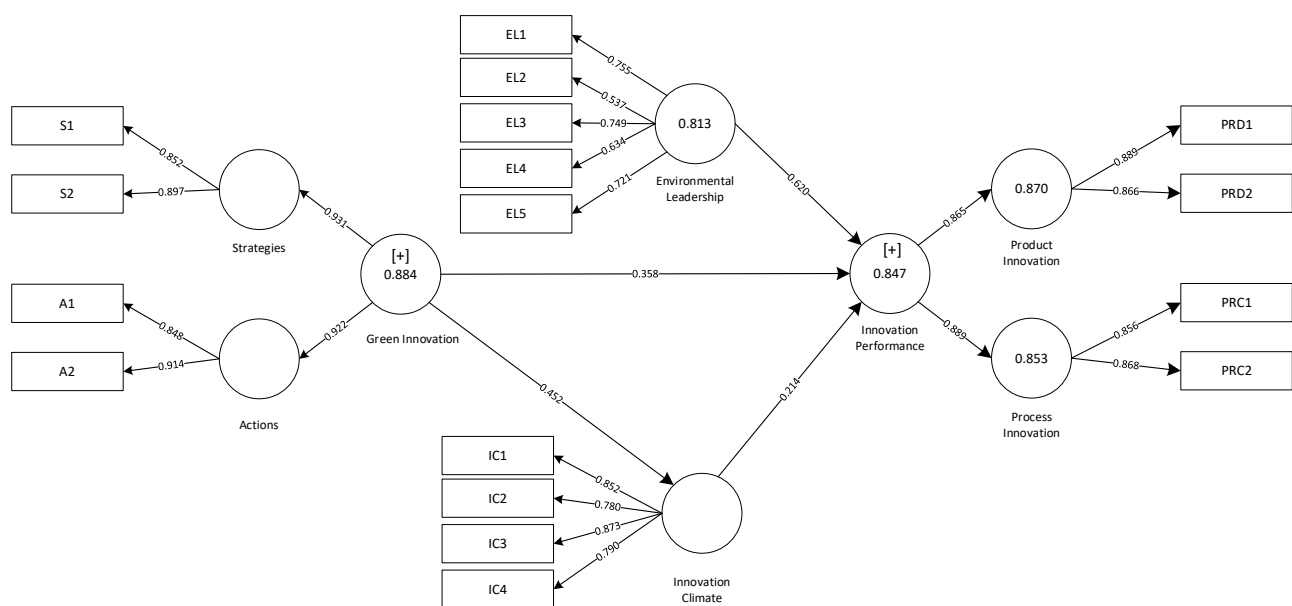 S1
S2
0.852
0.897
Strategies
0.931
A1
A2
0.848
0.914
Actions
0.922
[+]
0.884
Green Innovation
EL1
EL2
EL3
EL4
EL5
0.755
0.537
0.749
0.634
0.721
0.813
Environmental
Leadership
0.620
0.358
0.452
IC1
IC2
IC3
IC4
0.852
0.780
0.873
0.790
Innovation
Climate
0.214
[+]
0.847
Innovation
Performance
0.865
0.889
0.870
Product
Innovation
0.889
0.866
PRD1
PRD2
0.853
Process
Innovation
0.856
0.868
PRC1
PRC2